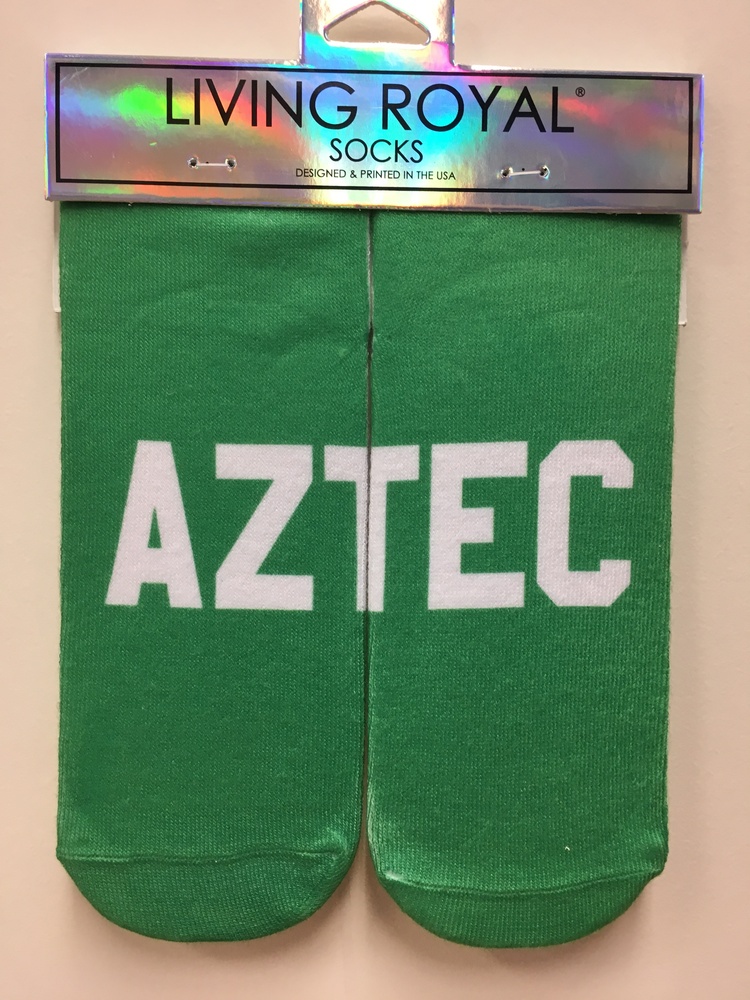 LIVING ROYAL®
SOCKS
DESIGNED & PRINTED IN THE USA
AZTEC